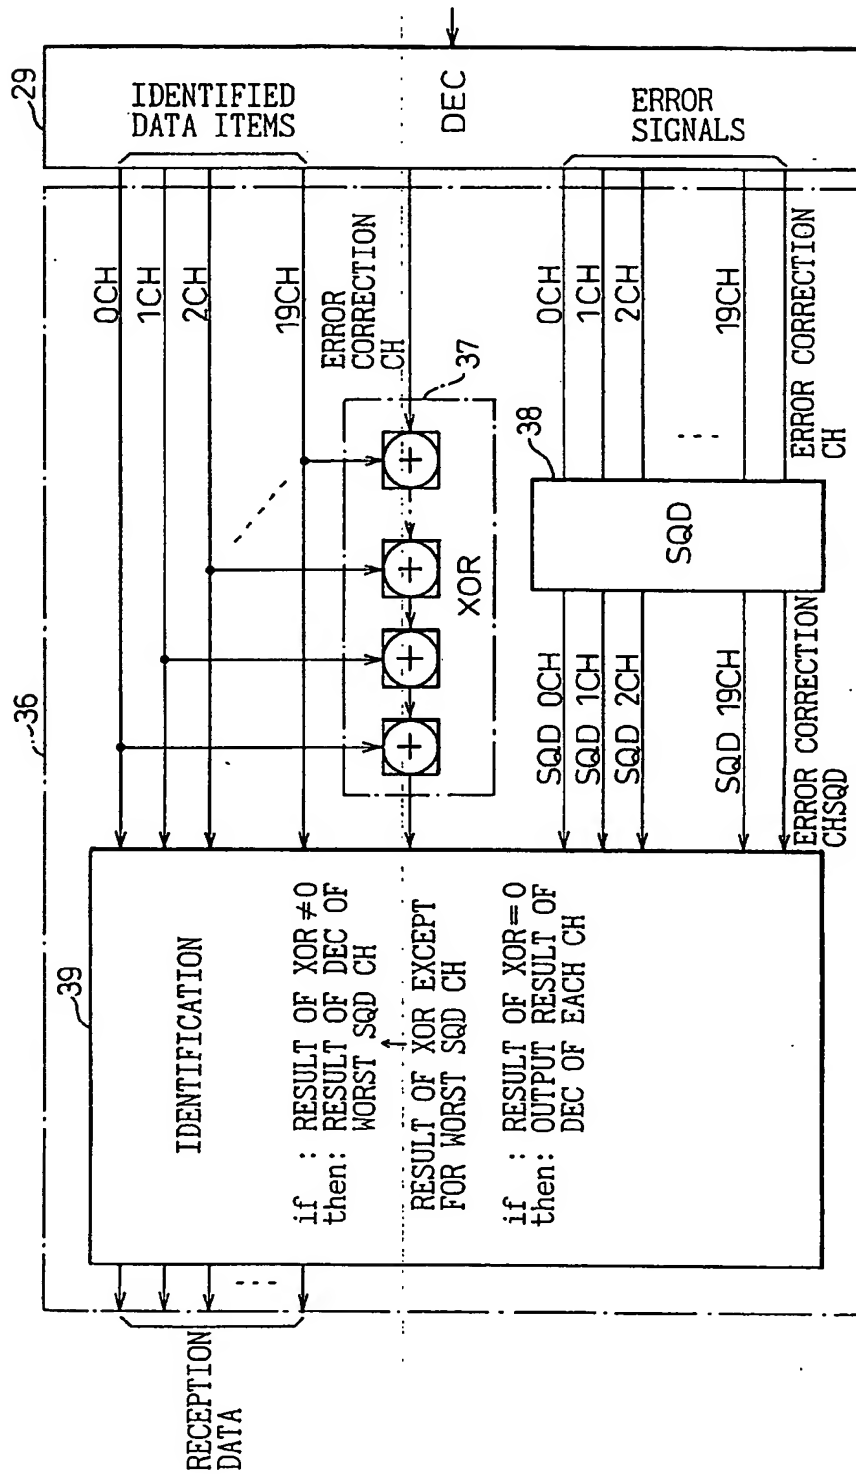 29
IDENTIFIED
DATA ITEMS
DEC
ERROR
SIGNALS
36
0CH
1CH
2CH
19CH
ERROR
CORRECTION
CH
37
XOR
0CH
1CH
2CH
19CH
ERROR CORRECTION
CH
38
SQD
SQD 0CH
SQD 1CH
SQD 2CH
SQD 19CH
ERROR CORRECTION
CHSQD
39
IDENTIFICATION
if : RESULT OF XOR≠0
then: RESULT OF DEC OF
WORST SQD CH
↑
RESULT OF XOR EXCEPT
FOR WORST SQD CH
if : RESULT OF XOR=0
then: OUTPUT RESULT OF
DEC OF EACH CH
RECEPTION
DATA